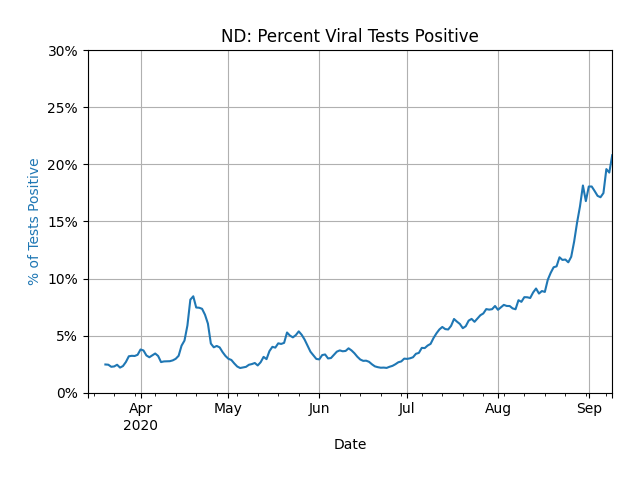 ND: Percent Viral Tests Positive
30%
25%
20%
15%
10%
5%
0%
% of Tests Positive
Apr
2020
May
Jun
Jul
Aug
Sep
Date